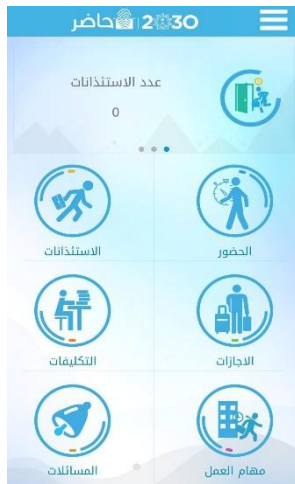 حاضر 2030
عدد الاستئذانات
0
الحضور
الاستئذانات
الاجازات
التكليفات
مهام العمل
المسائلات